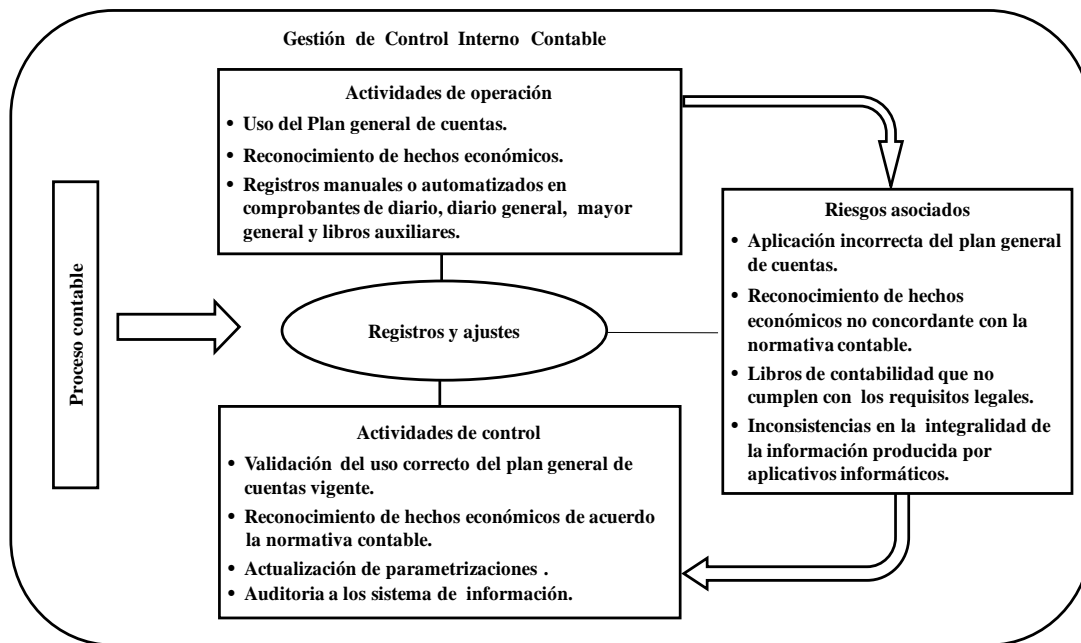 Gestión de Control Interno Contable
Actividades de operación
• Uso del Plan general de cuentas.
• Reconocimiento de hechos económicos.
• Registros manuales o automatizados en
comprobantes de diario, diario general, mayor
general y libros auxiliares.
Proceso contable
Registros y ajustes
Riesgos asociados
• Aplicación incorrecta del plan general
de cuentas.
• Reconocimiento de hechos
económicos no concordante con la
normativa contable.
• Libros de contabilidad que no
cumplen con los requisitos legales.
• Inconsistencias en la integralidad de
la información producida por
aplicativos informáticos.
Actividades de control
• Validación del uso correcto del plan general de
cuentas vigente.
• Reconocimiento de hechos económicos de acuerdo
la normativa contable.
• Actualización de parametrizaciones .
• Auditoria a los sistema de información.